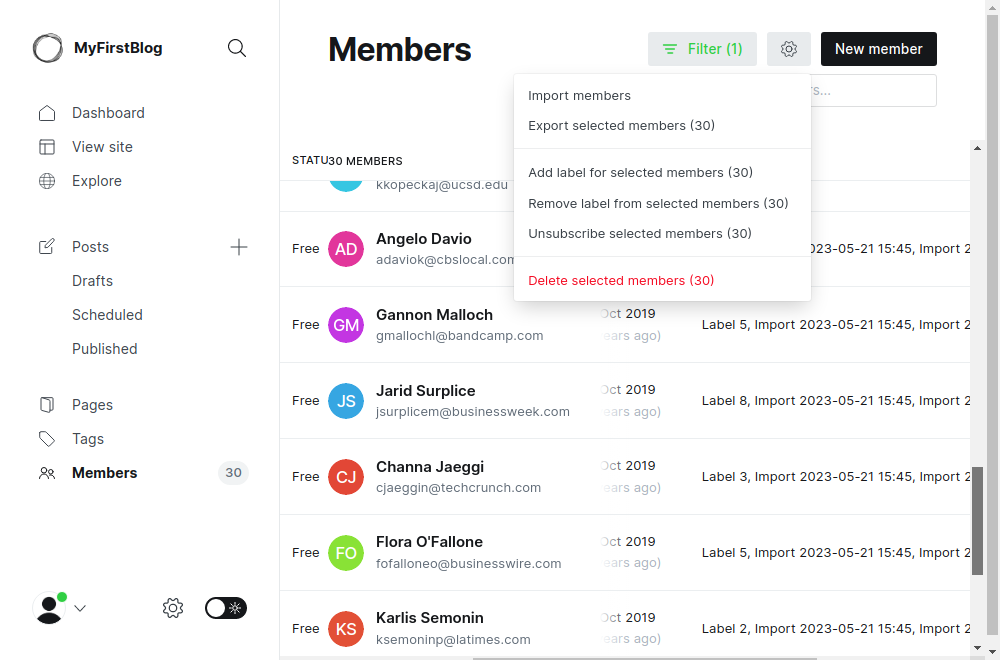 MyFirstBlog
Dashboard
View site
Explore
Posts
Drafts
Scheduled
Published
Pages
Tags
Members
30
Members
Filter (1)
New member
Import members
Export selected members (30)
Add label for selected members (30)
Remove label from selected members (30)
Unsubscribe selected members (30)
Delete selected members (30)
STATU
30 MEMBERS
kkopeckaj@ucsd.edu
Free
AD
Angelo Davio
adaviok@cbslocal.com
2023-05-21 15:45, Import 2
Free
GM
Gannon Malloch
gmallochl@bandcamp.com
Oct 2019
ears ago)
Label 5, Import 2023-05-21 15:45, Import 2
Free
JS
Jarid Surplice
jsurplicem@businessweek.com
Oct 2019
ears ago)
Label 8, Import 2023-05-21 15:45, Import 2
Free
CJ
Channa Jaeggi
cjaeggin@techcrunch.com
Oct 2019
ears ago)
Label 3, Import 2023-05-21 15:45, Import 2
Free
FO
Flora O'Fallone
fofalloneo@businesswire.com
Oct 2019
ears ago)
Label 5, Import 2023-05-21 15:45, Import 2
Free
KS
Karlis Semonin
ksemoninp@latimes.com
Oct 2019
ears ago)
Label 2, Import 2023-05-21 15:45, Import 2